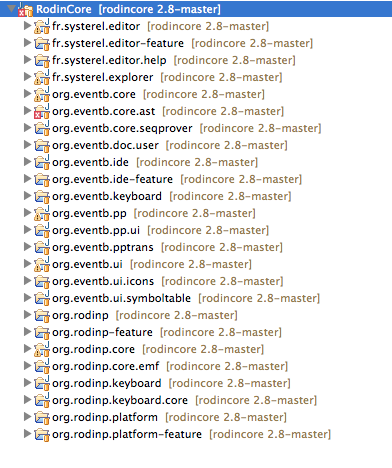 RodinCore [rodincore 2.8-master]
fr.systerel.editor [rodincore 2.8-master]
fr.systerel.editor-feature [rodincore 2.8-master]
fr.systerel.editor.help [rodincore 2.8-master]
fr.systerel.explorer [rodincore 2.8-master]
org.eventb.core [rodincore 2.8-master]
org.eventb.core.ast [rodincore 2.8-master]
org.eventb.core.seqprover [rodincore 2.8-master]
org.eventb.doc.user [rodincore 2.8-master]
org.eventb.ide [rodincore 2.8-master]
org.eventb.ide-feature [rodincore 2.8-master]
org.eventb.keyboard [rodincore 2.8-master]
org.eventb.pp [rodincore 2.8-master]
org.eventb.pp.ui [rodincore 2.8-master]
org.eventb.pptrans [rodincore 2.8-master]
org.eventb.ui [rodincore 2.8-master]
org.eventb.ui.icons [rodincore 2.8-master]
org.eventb.ui.symboltable [rodincore 2.8-master]
org.rodinp [rodincore 2.8-master]
org.rodinp-feature [rodincore 2.8-master]
org.rodinp.core [rodincore 2.8-master]
org.rodinp.core.emf [rodincore 2.8-master]
org.rodinp.keyboard [rodincore 2.8-master]
org.rodinp.keyboard.core [rodincore 2.8-master]
org.rodinp.platform [rodincore 2.8-master]
org.rodinp.platform-feature [rodincore 2.8-master]